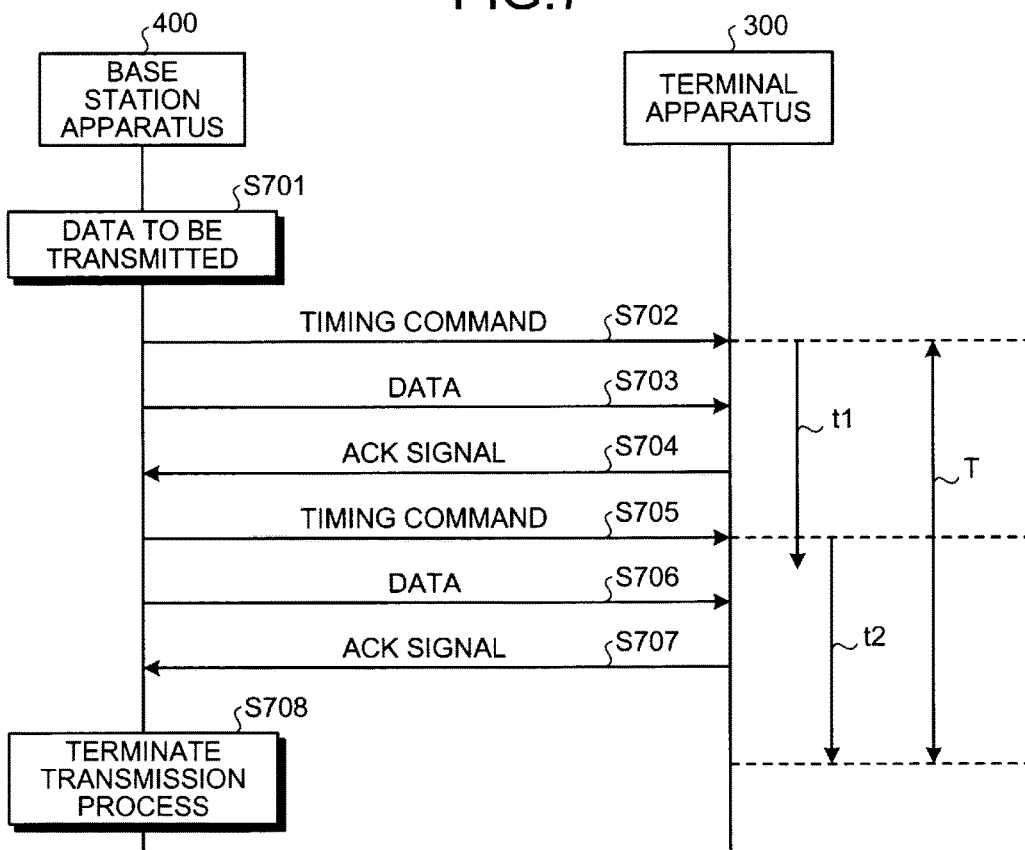 FIG.7
400
300
BASE
STATION
APPARATUS
TERMINAL
APPARATUS
S701
DATA TO BE
TRANSMITTED
TIMING COMMAND
S702
DATA
S703
t1
ACK SIGNAL
S704
T
TIMING COMMAND
S705
DATA
S706
t2
ACK SIGNAL
S707
S708
TERMINATE
TRANSMISSION
PROCESS